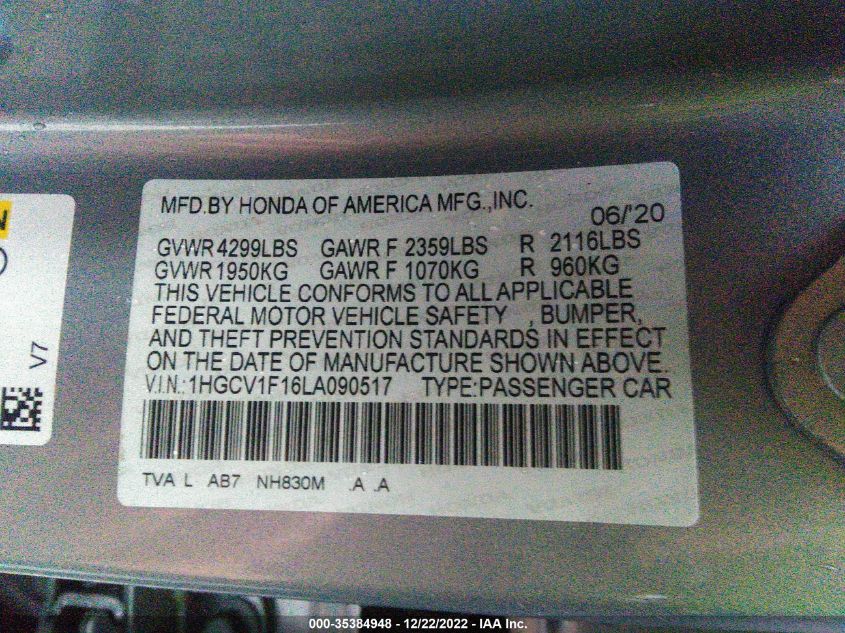 MFD.BY HONDA OF AMERICA MFG.,INC. 06/'20
GVWR 4299LBS GAWR F 2359LBS R 2116LBS
GVWR 1950KG GAWR F 1070KG R 960KG
THIS VEHICLE CONFORMS TO ALL APPLICABLE
FEDERAL MOTOR VEHICLE SAFETY , BUMPER,
AND THEFT PREVENTION STANDARDS IN EFFECT
ON THE DATE OF MANUFACTURE SHOWN ABOVE.
V.I.N.:1HGCV1F16LA090517 TYPE:PASSENGER CAR
TVA L AB7 NH830M .A .A
V7
000-35384948 - 12/22/2022 - IAA Inc.